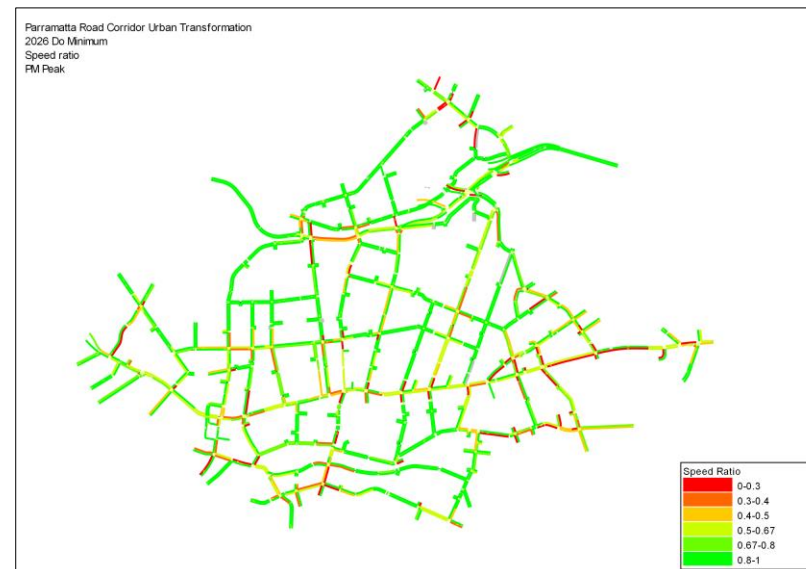 Parramatta Road Corridor Urban Transformation
2026 Do Minimum
Speed ratio
PM Peak
Speed Ratio
0-0.3
0.3-0.4
0.4-0.5
0.5-0.67
0.67-0.8
0.8-1